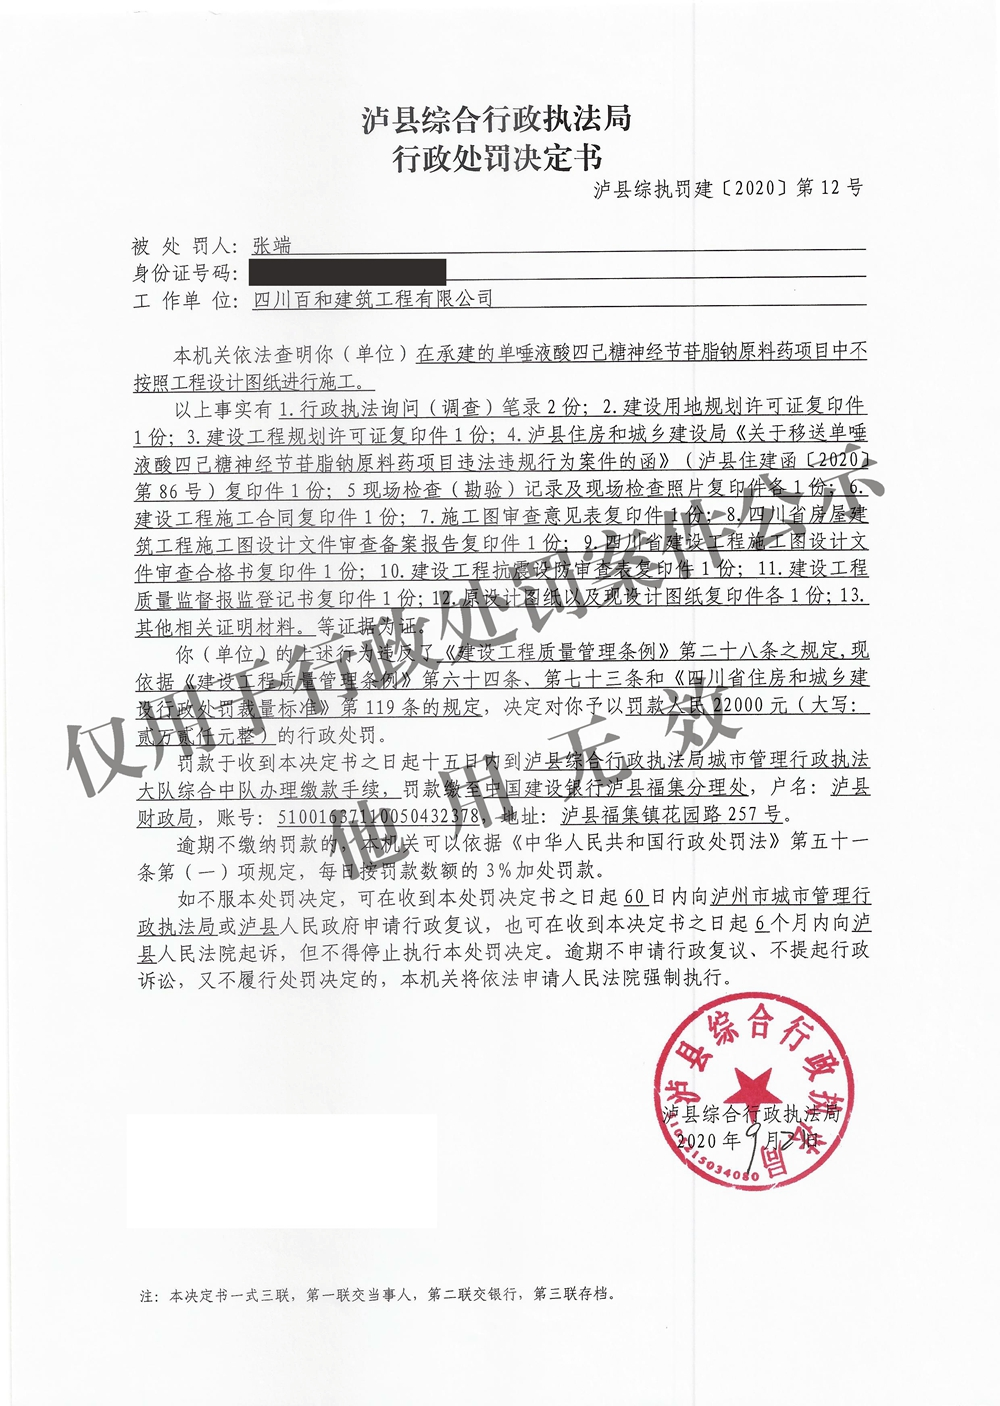 泸县综合行政执法局
行政处罚决定书
泸县综执罚建〔2020〕第12号
被处罚人：张端
身份证号码：
工作单位：四川百和建筑工程有限公司
本机关依法查明你（单位）在承建的单唾液酸四己糖神经节苷脂钠原料药项目中不
按照工程设计图纸进行施工。
以上事实有1.行政执法询问（调查）笔录2份；2.建设用地规划许可证复印件
1份；3.建设工程规划许可证复印件1份；4.泸县住房和城乡建设局《关于移送单唾
液酸四己糖神经节苷脂钠原料药项目违法违规行为案件的函》（泸县住建函〔2020〕
第86号）复印件1份；5现场检查（勘验）记录及现场检查照片复印件各1份；6.
建设工程施工合同复印件1份；7.施工图审查意见表复印件1份；8.四川省房屋建
筑工程施工图设计文件审查备案报告复印件1份；9.四川省建设工程施工图设计文
件审查合格书复印件1份；10.建设工程抗震设防审查表复印件1份；11.建设工程
质量监督报监登记书复印件1份；12.原设计图纸以及现设计图纸复印件各1份；13.
其他相关证明材料。等证据为证。
你（单位）的上述行为违反了《建设工程质量管理条例》第二十八条之规定,现
依据《建设工程质量管理条例》第六十四条、第七十三条和《四川省住房和城乡建
设行政处罚裁量标准》第119条的规定，决定对你予以罚款人民22000元（大写：
贰万贰仟元整）的行政处罚。
罚款于收到本决定书之日起十五日内到泸县综合行政执法局城市管理行政执法
大队综合中队办理缴款手续，罚款缴至中国建设银行泸县福集分理处，户名：泸县
财政局，账号：51001637110050432378，地址：泸县福集镇花园路257号。
逾期不缴纳罚款的，本机关可以依据《中华人民共和国行政处罚法》第五十一
条第（一）项规定，每日按罚款数额的3%加处罚款。
如不服本处罚决定，可在收到本处罚决定书之日起60日内向泸州市城市管理行
政执法局或泸县人民政府申请行政复议，也可在收到本决定书之日起6个月内向泸
县人民法院起诉，但不得停止执行本处罚决定。逾期不申请行政复议、不提起行政
诉讼，又不履行处罚决定的，本机关将依法申请人民法院强制执行。
泸县综合行政执法局
2020年9月21日
泸县综合行政执法局
5101215034080
注：本决定书一式三联，第一联交当事人，第二联交银行，第三联存档。
仅用于行政处罚案件公示
他用无效